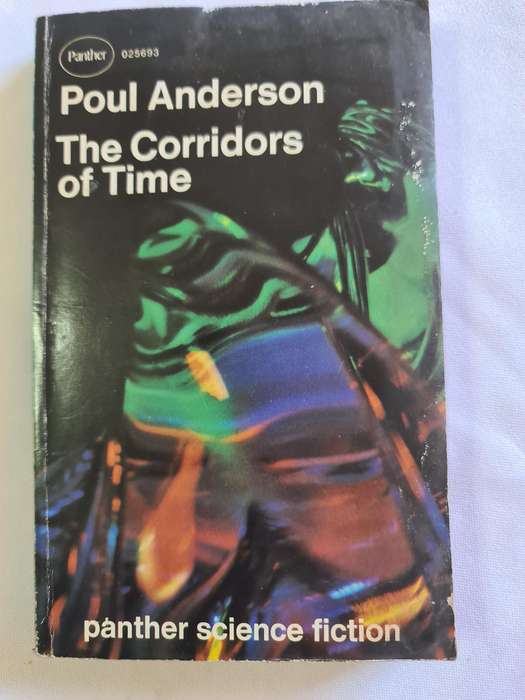 Panther 025693
Poul Anderson
The Corridors
of Time
panther science fiction